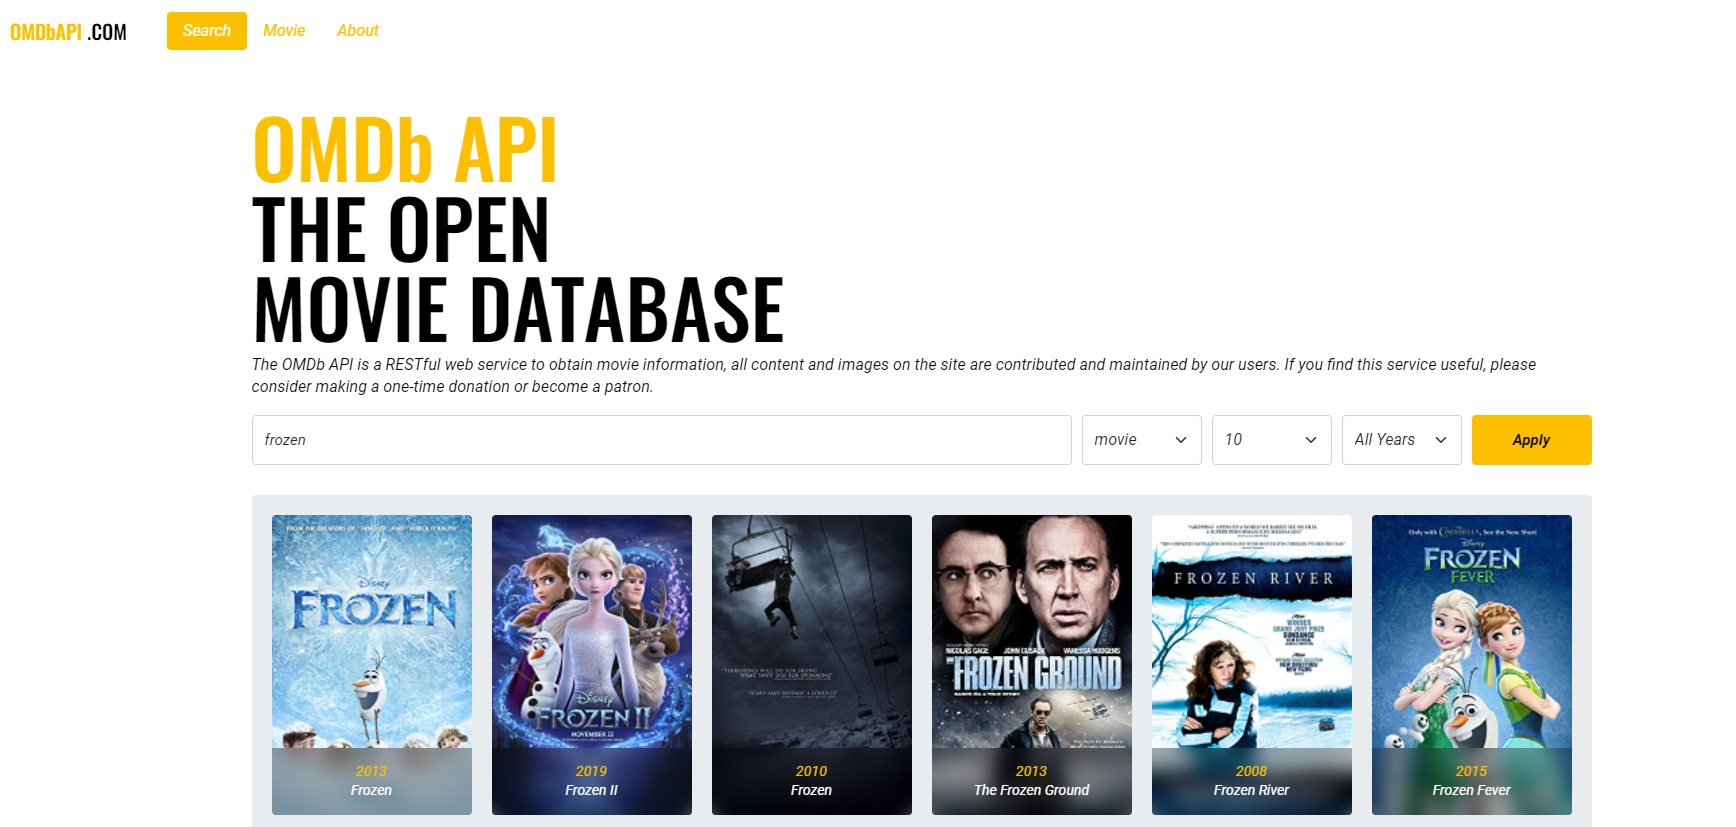 OMDbAPI .COM
Search
Movie
About
OMDb API
THE OPEN
MOVIE DATABASE
The OMDb API is a RESTful web service to obtain movie information, all content and images on the site are contributed and maintained by our users. If you find this service useful, please
consider making a one-time donation or become a patron.
frozen
movie
10
All Years
Apply
FROM THE CREATORS OF "TANGLED" AND "WRECK-IT RALPH"
Disney
FROZEN
2013
Frozen
Disney
FROZEN II
NOVEMBER 22
2019
Frozen II
2010
Frozen
NICOLAS CAGE JOHN CUSACK VANESSA HUDGENS
FROZEN GROUND
BASED ON A TRUE STORY
2013
The Frozen Ground
FROZEN RIVER
WINNER
GRAND JURY PRIZE
SUNDANCE
2008
Frozen River
Only with CINDERELLA, See the New Short
Disney
FROZEN
FEVER
2015
Frozen Fever